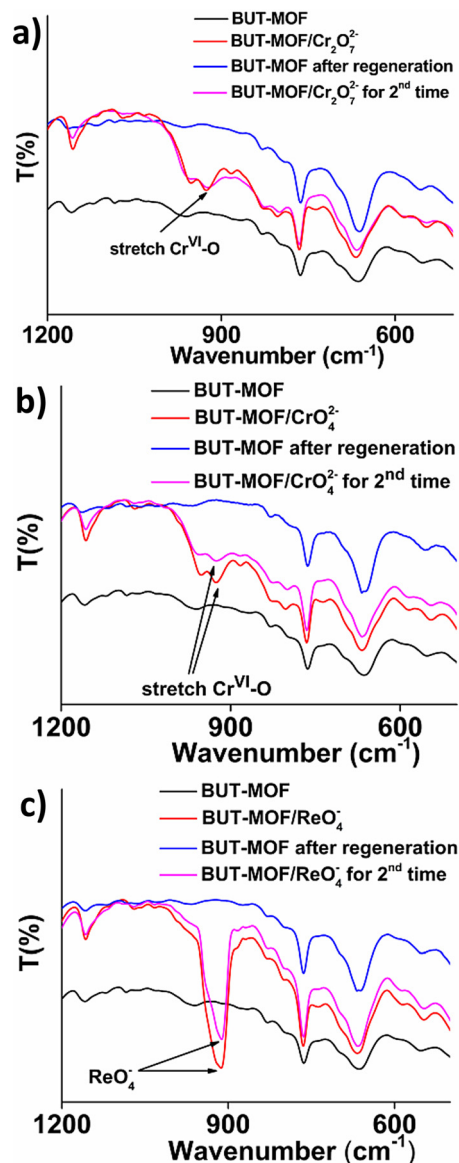 a)
BUT-MOF
BUT-MOF/Cr₂O₇²⁻
BUT-MOF after regeneration
BUT-MOF/Cr₂O₇²⁻ for 2ⁿᵈ time
T(%)
stretch Crⱽᴵ-O
1200 900 600
Wavenumber (cm⁻¹)
b)
BUT-MOF
BUT-MOF/CrO₄²⁻
BUT-MOF after regeneration
BUT-MOF/CrO₄²⁻ for 2ⁿᵈ time
T(%)
stretch Crⱽᴵ-O
1200 900 600
Wavenumber (cm⁻¹)
c)
BUT-MOF
BUT-MOF/ReO₄⁻
BUT-MOF after regeneration
BUT-MOF/ReO₄⁻ for 2ⁿᵈ time
T(%)
ReO₄⁻
1200 900 600
Wavenumber (cm⁻¹)